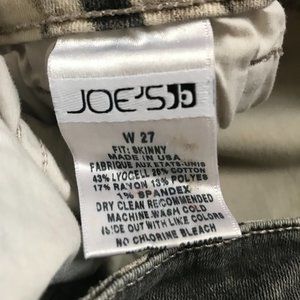 JOE'S
W 27
FIT: SKINNY
MADE IN USA
FABRIQUE AUX ETATS-UNIS
43% LYOCELL 26% COTTON
17% RAYON 13% POLYES
1% SPANDEX
DRY CLEAN RECOMMENDED
MACHINE WASH COLD
INSIDE OUT WITH LIKE COLORS
NO CHLORINE BLEACH